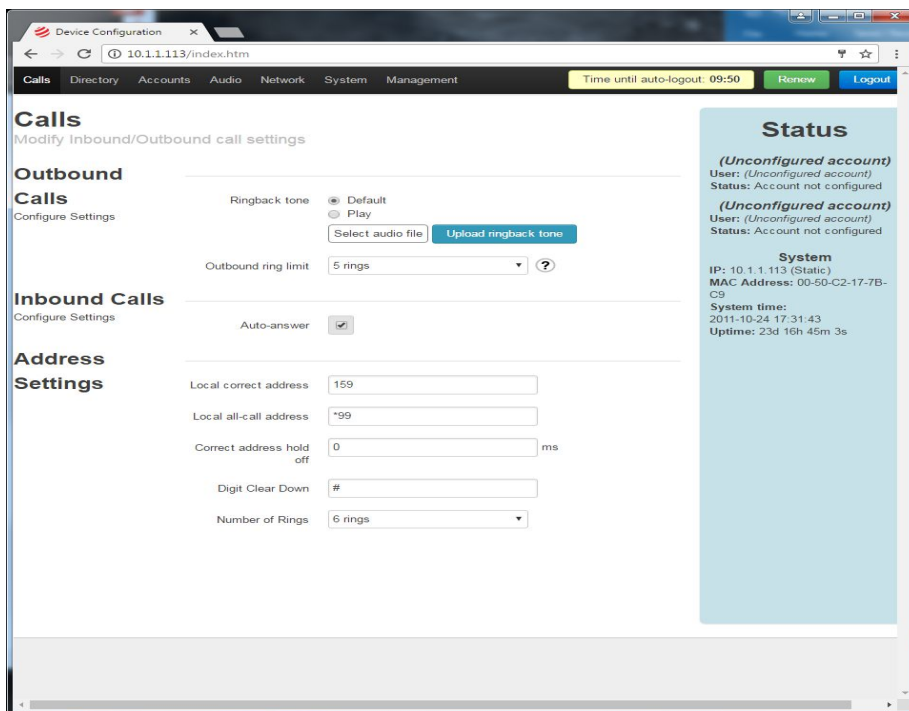 Device Configuration
10.1.1.113/index.htm
Calls Directory Accounts Audio Network System Management Time until auto-logout: 09:50 Renew Logout
Calls
Modify Inbound/Outbound call settings
Outbound
Calls
Configure Settings
Ringback tone
Default
Play
Select audio file Upload ringback tone
Outbound ring limit 5 rings ?
Inbound Calls
Configure Settings
Auto-answer
Address
Settings
Local correct address 159
Local all-call address *99
Correct address hold
off
0 ms
Digit Clear Down #
Number of Rings 6 rings
Status
(Unconfigured account)
User: (Unconfigured account)
Status: Account not configured
(Unconfigured account)
User: (Unconfigured account)
Status: Account not configured
System
IP: 10.1.1.113 (Static)
MAC Address: 00-50-C2-17-7B-
C9
System time:
2011-10-24 17:31:43
Uptime: 23d 16h 45m 3s